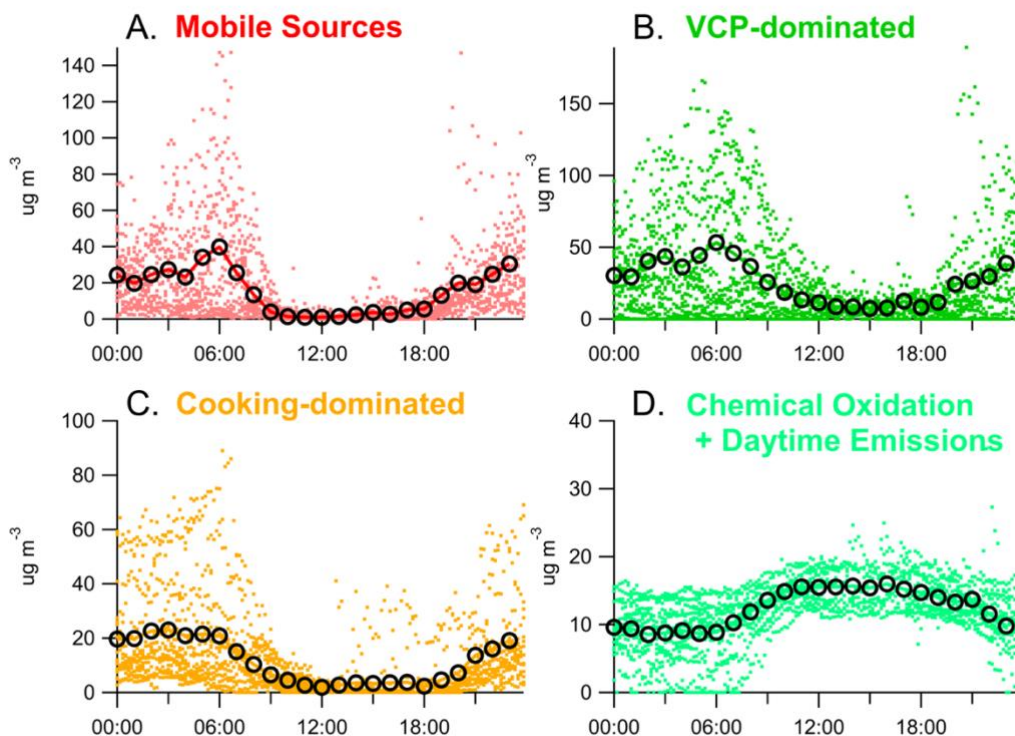 A. Mobile Sources
140
120
100
80
60
40
20
0
ug m-3
00:00 06:00 12:00 18:00
B. VCP-dominated
150
100
50
0
ug m-3
00:00 06:00 12:00 18:00
C. Cooking-dominated
100
80
60
40
20
0
ug m-3
00:00 06:00 12:00 18:00
D. Chemical Oxidation
+ Daytime Emissions
40
30
20
10
0
ug m-3
00:00 06:00 12:00 18:00